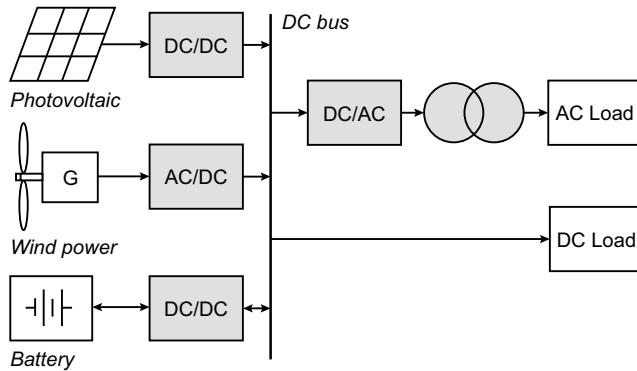 DC bus
DC/DC
Photovoltaic
DC/AC
AC Load
G
AC/DC
Wind power
DC Load
DC/DC
Battery